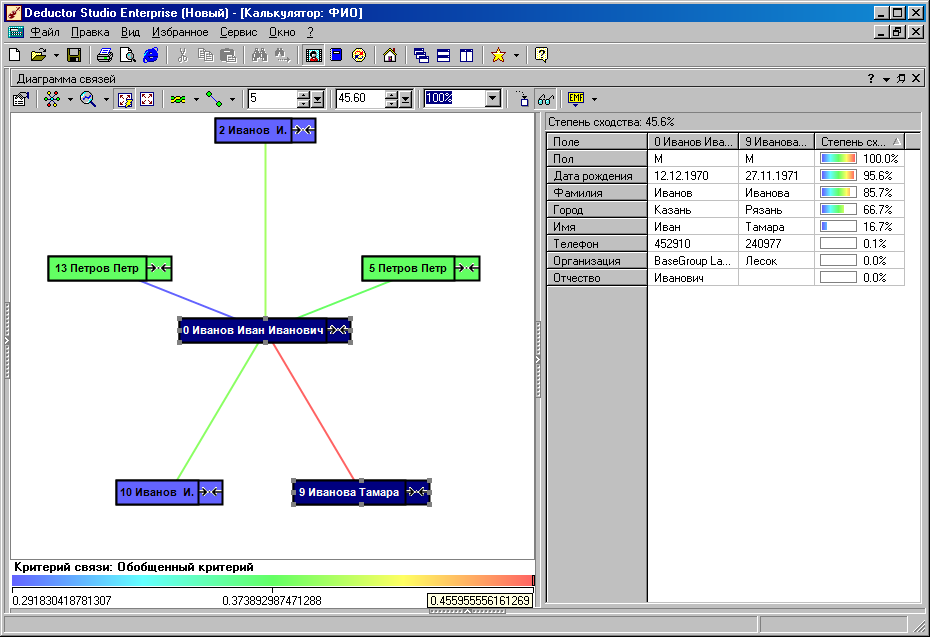 Deductor Studio Enterprise (Новый) - [Калькулятор: ФИО]
Файл Правка Вид Избранное Сервис Окно ?
Диаграмма связей
5 45.60 100% EMF
2 Иванов И.
13 Петров Петр
5 Петров Петр
0 Иванов Иван Иванович
10 Иванов И.
9 Иванова Тамара
Критерий связи: Обобщенный критерий
0.291830418781307 0.373892987471288 0.455955556161269
Степень сходства: 45.6%
Поле 0 Иванов Ива... 9 Иванова... Степень сх...
Пол М М 100.0%
Дата рождения 12.12.1970 27.11.1971 95.6%
Фамилия Иванов Иванова 85.7%
Город Казань Рязань 66.7%
Имя Иван Тамара 16.7%
Телефон 452910 240977 0.1%
Организация BaseGroup La... Лесок 0.0%
Отчество Иванович 0.0%